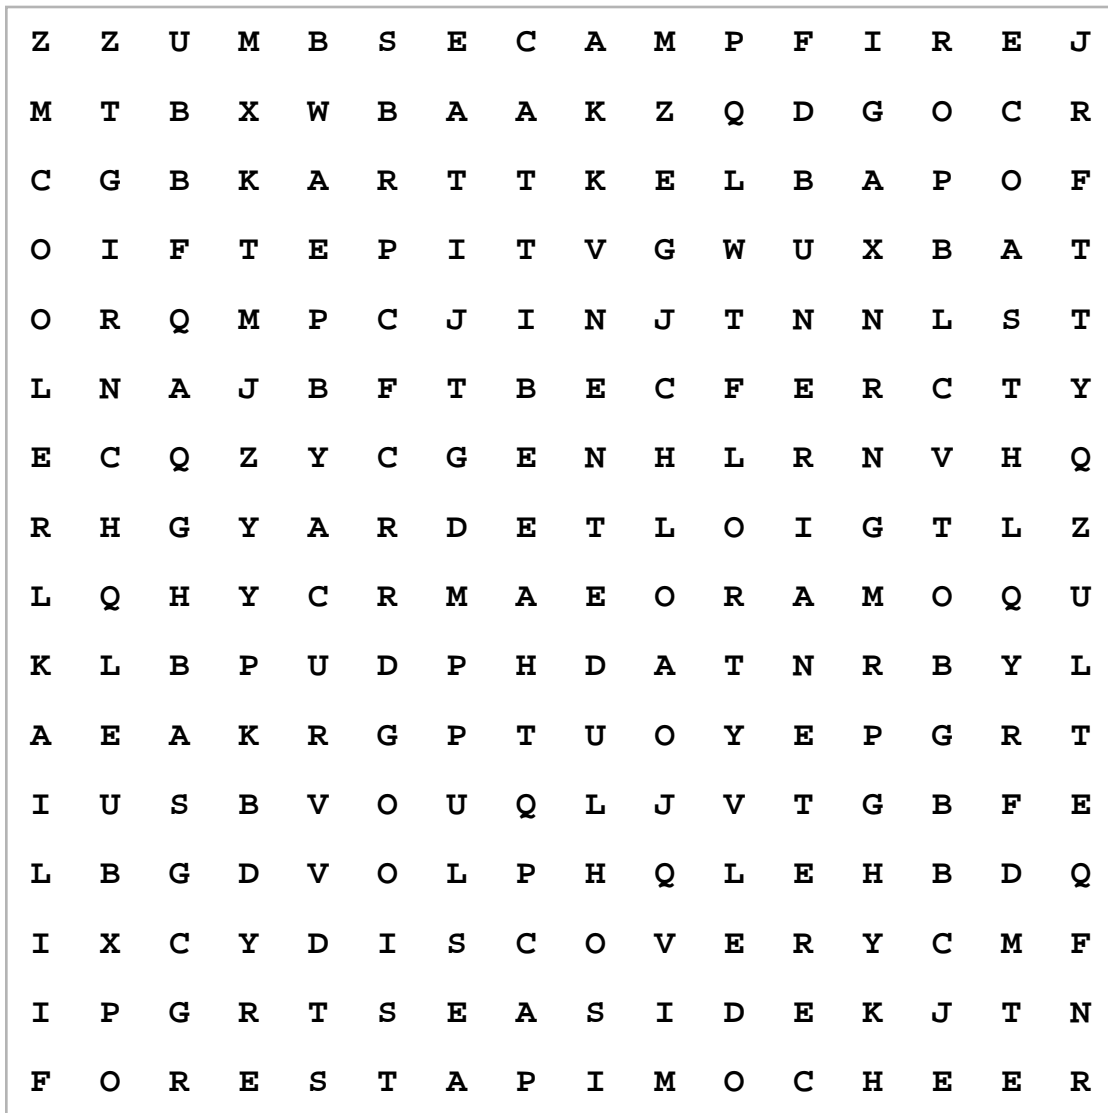 Z Z U M B S E C A M P F I R E J
M T B X W B A A K Z Q D G O C R
C G B K A R T T K E L B A P O F
O I F T E P I T V G W U X B A T
O R Q M P C J I N J T N N L S T
L N A J B F T B E C F E R C T Y
E C Q Z Y C G E N H L R N V H Q
R H G Y A R D E T L O I G T L Z
L Q H Y C R M A E O R A M O Q U
K L B P U D P H D A T N R B Y L
A E A K R G P T U O Y E P G R T
I U S B V O U Q L J V T G B F E
L B G D V O L P H Q L E H B D Q
I X C Y D I S C O V E R Y C M F
I P G R T S E A S I D E K J T N
F O R E S T A P I M O C H E E R